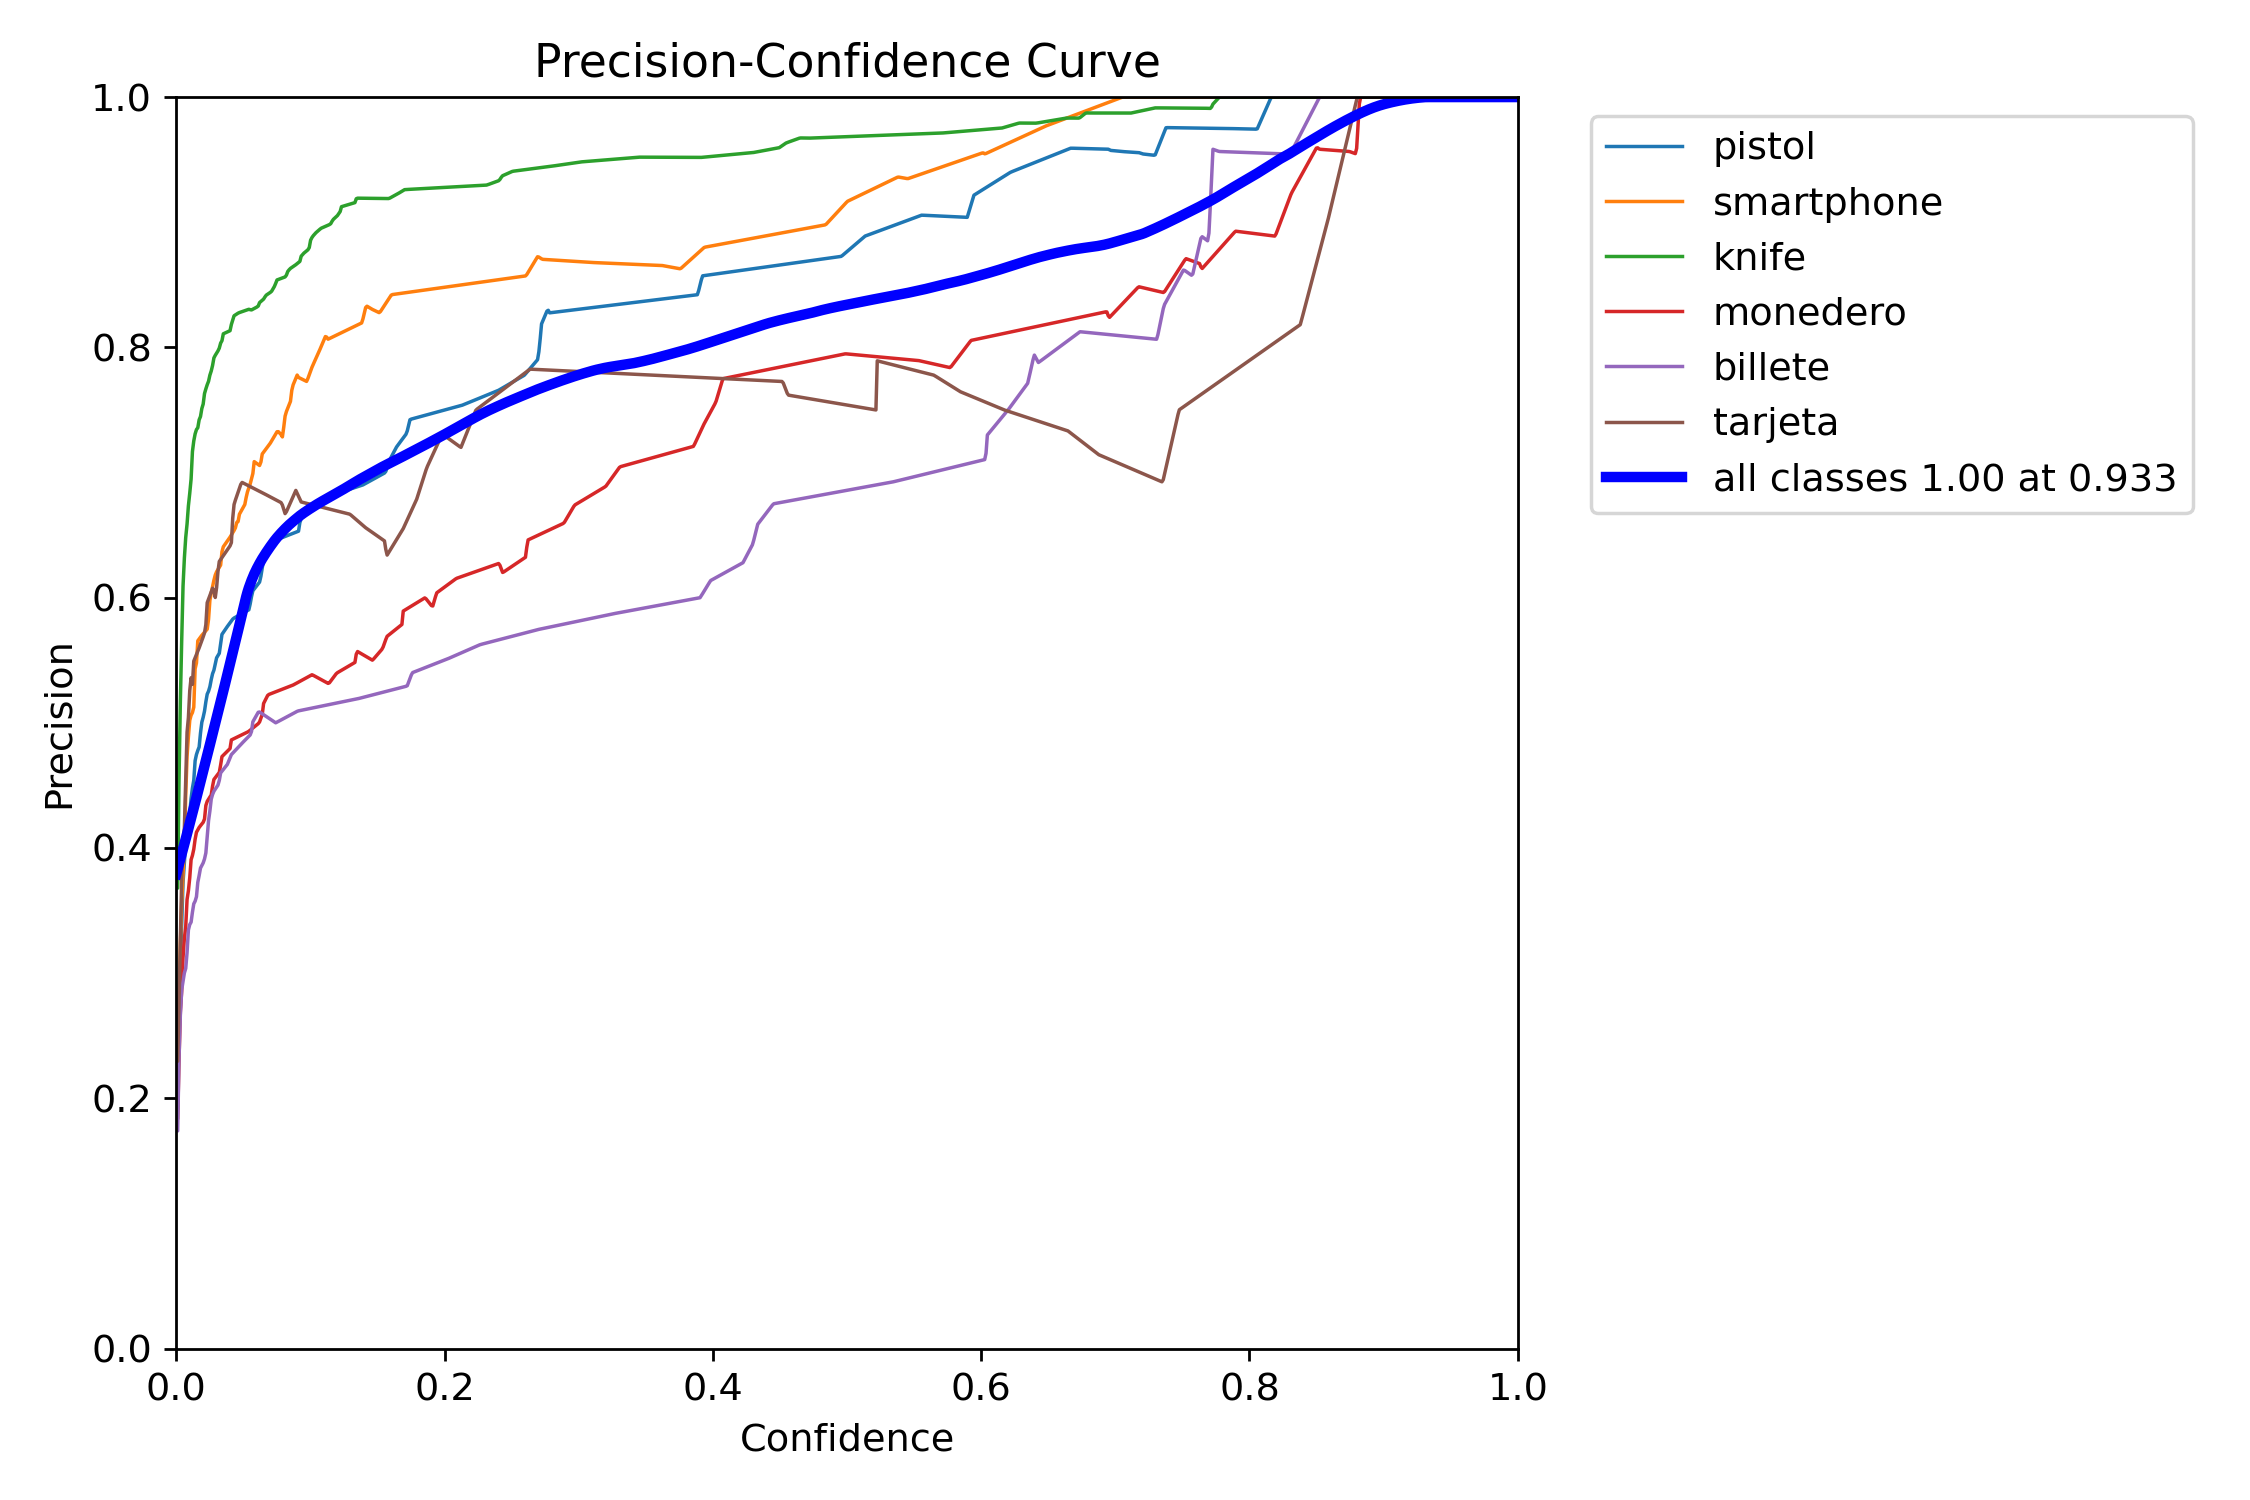 Precision-Confidence Curve
1.0
0.8
0.6
0.4
0.2
0.0
Precision
0.0 0.2 0.4 0.6 0.8 1.0
Confidence
pistol
smartphone
knife
monedero
billete
tarjeta
all classes 1.00 at 0.933